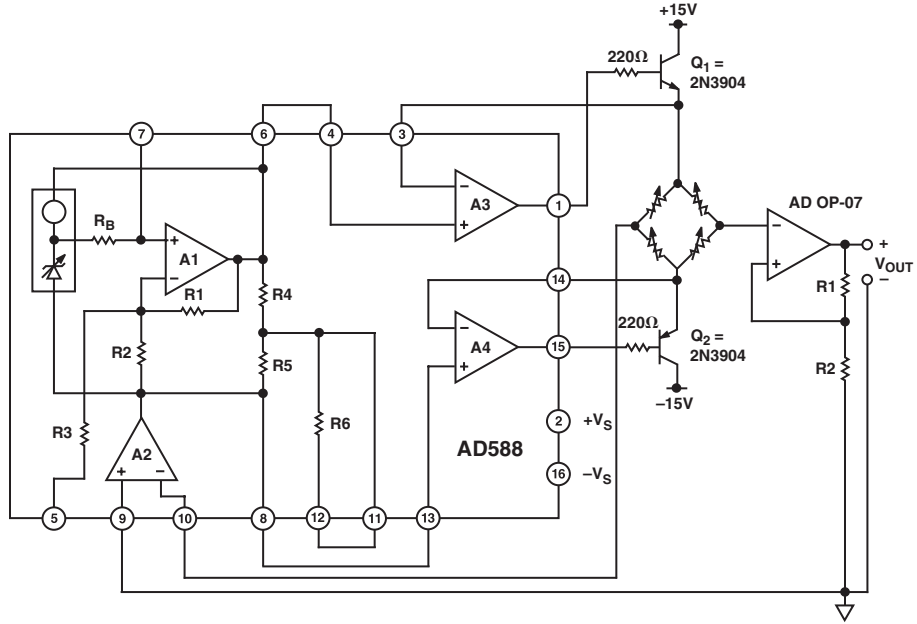 +15V
220Ω
Q1 =
2N3904
7
6
4
3
RB
+
−
A1
R1
R4
R2
R5
R3
R6
A2
+
−
−
A3
+
1
14
−
A4
+
15
220Ω
Q2 =
2N3904
−15V
2
+VS
AD588
16
−VS
AD OP-07
−
+
+
VOUT
−
R1
R2
5
9
10
8
12
11
13